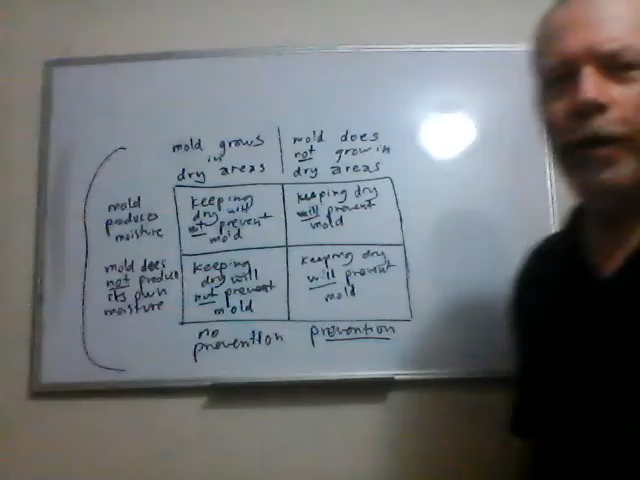 mold grows
in
dry areas
mold does
not grow in
dry areas
mold
produces
moisture
keeping
dry will
not prevent
mold
keeping dry
will prevent
mold
mold does
not produce
its own
moisture
keeping
dry will
not prevent
mold
keeping dry
will prevent
mold
no
prevention
prevention